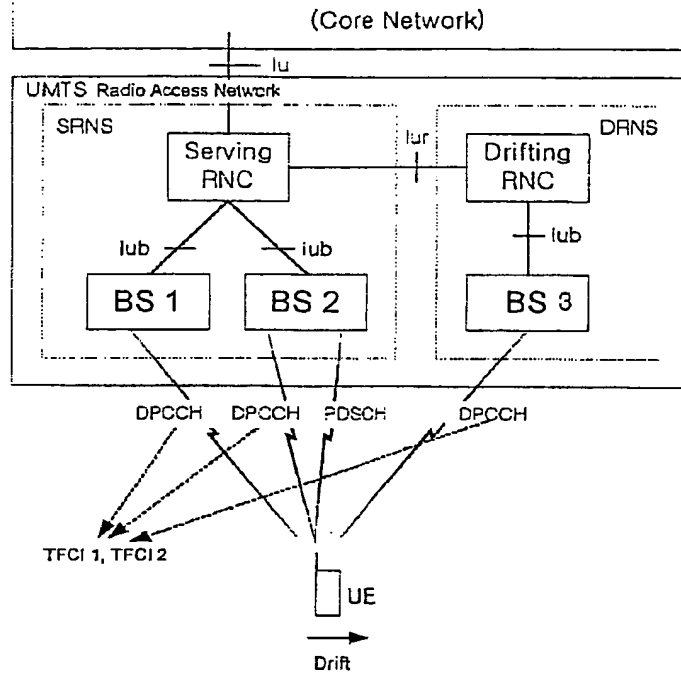 (Core Network)
Iu
UMTS Radio Access Network
SRNS
DRNS
Serving
RNC
Iur
Drifting
RNC
Iub
Iub
Iub
BS 1
BS 2
BS 3
DPCCH
DPCCH
PDSCH
DPCCH
TFCI 1, TFCI 2
UE
Drift